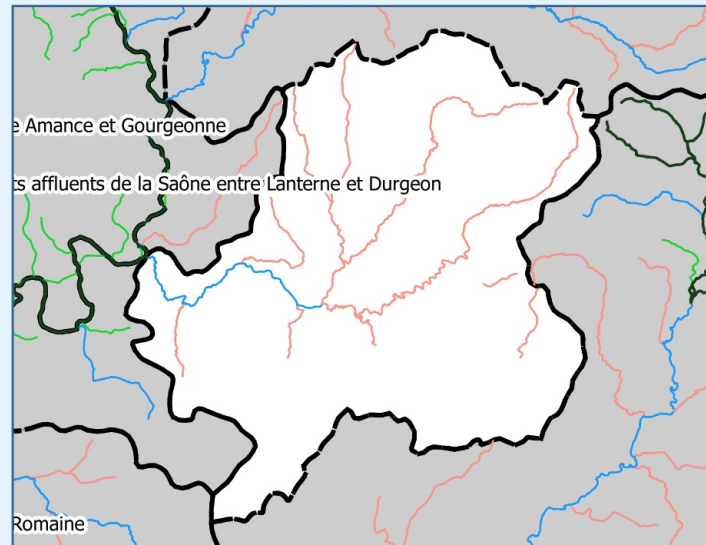 e Amance et Gourgeonne
ts affluents de la Saône entre Lanterne et Durgeon
Romaine